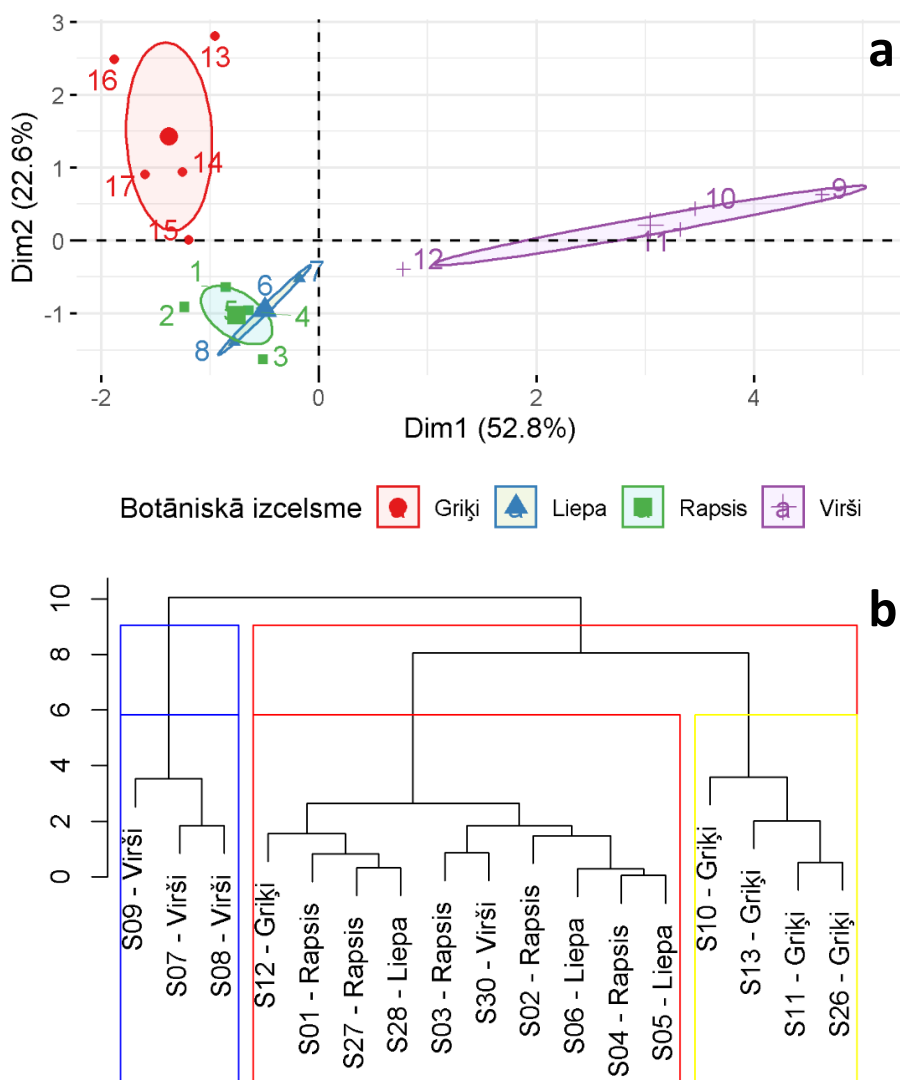 a
3
2
1
0
-1
Dim2 (22.6%)
16
13
17
14
15
1
2
5
6
7
4
8
3
12
11
10
9
-2
0
2
4
Dim1 (52.8%)
Botāniskā izcelsme
a Griķi
a Liepa
a Rapsis
a Virši
b
10
8
6
4
2
0
S09 - Virši
S07 - Virši
S08 - Virši
S12 - Griķi
S01 - Rapsis
S27 - Rapsis
S28 - Liepa
S03 - Rapsis
S30 - Virši
S02 - Rapsis
S06 - Liepa
S04 - Rapsis
S05 - Liepa
S10 - Griķi
S13 - Griķi
S11 - Griķi
S26 - Griķi